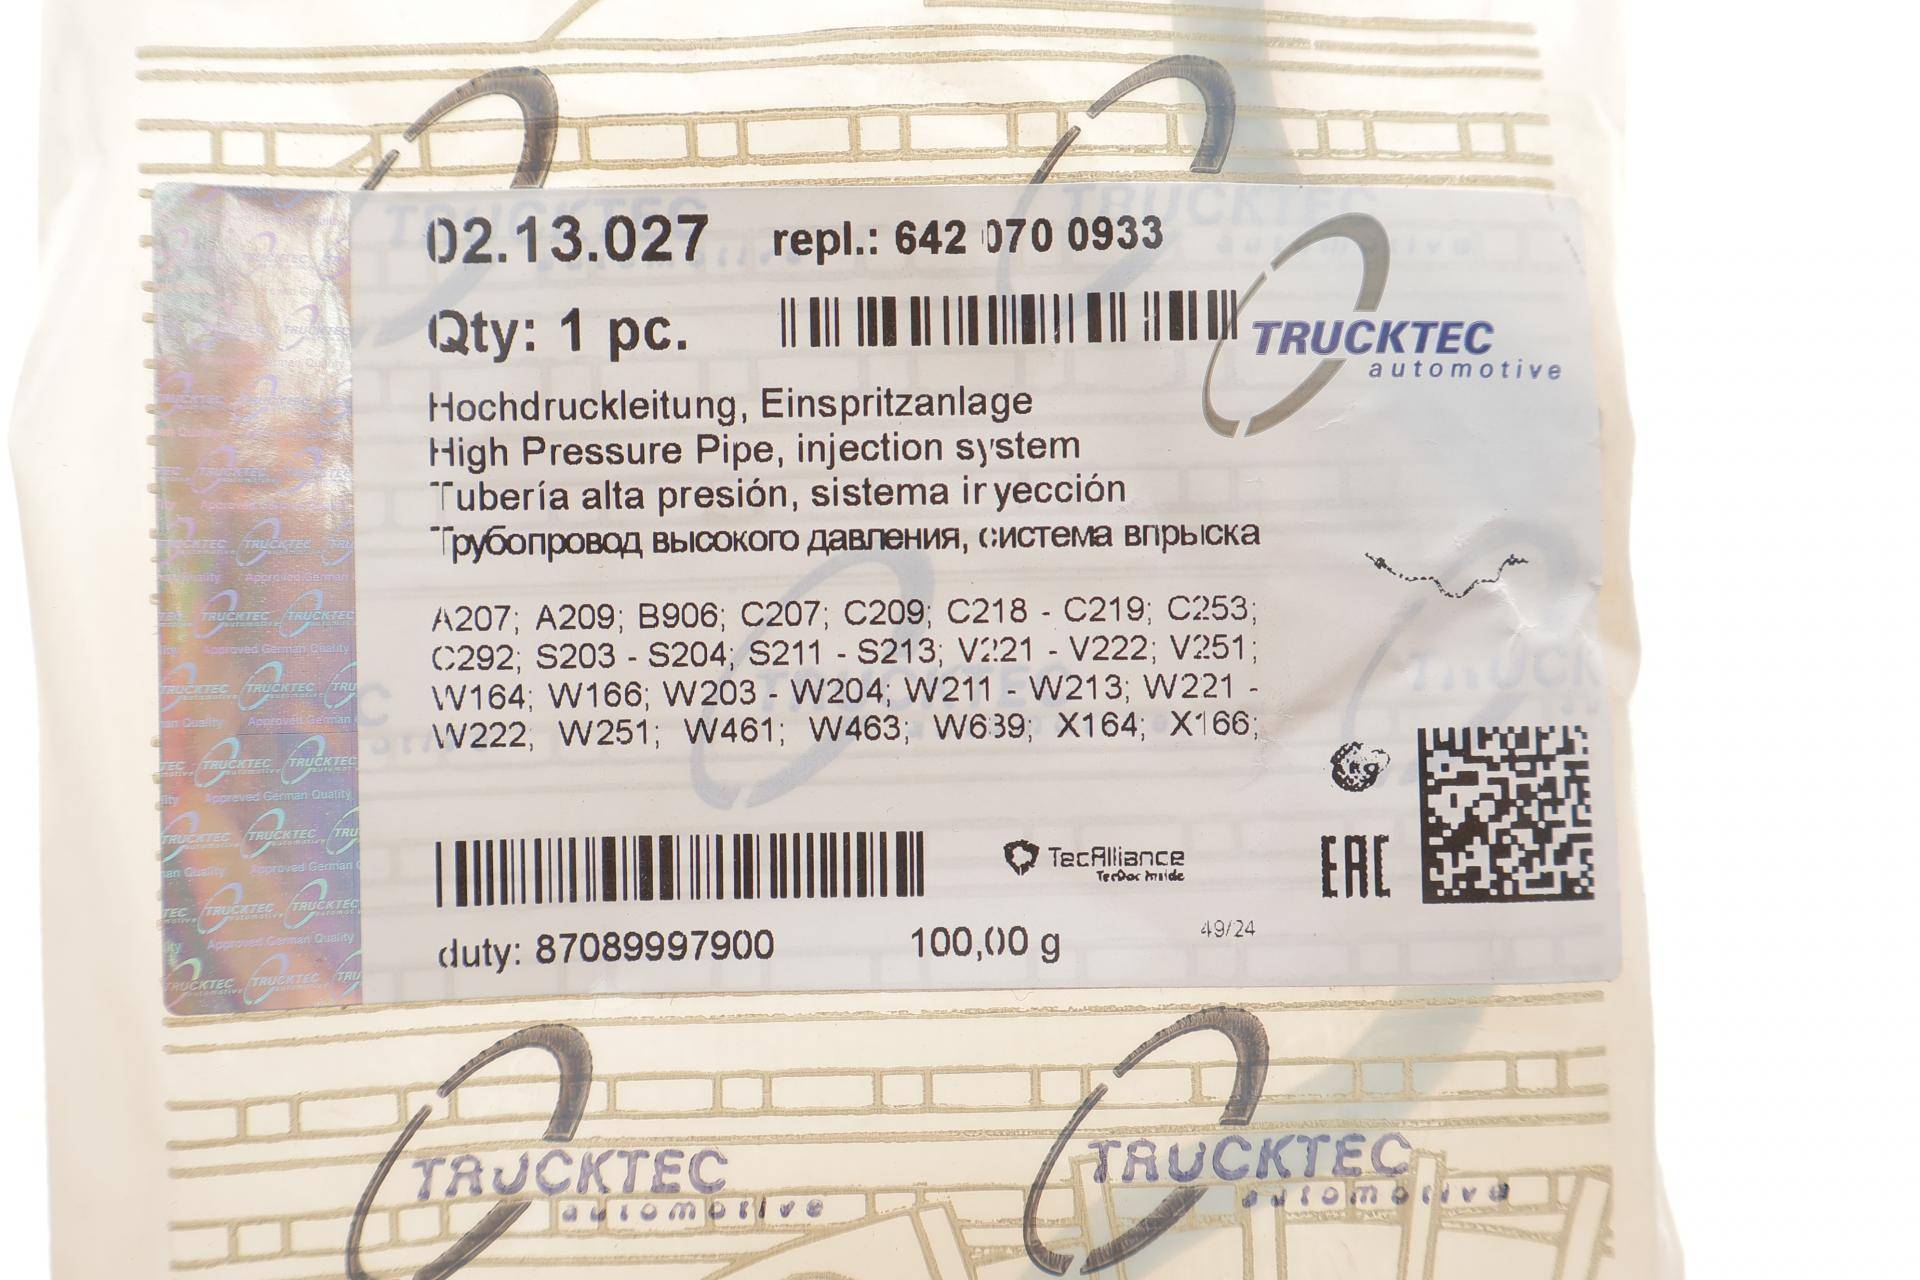 02.13.027 repl.: 642 070 0933
Qty: 1 pc.
TRUCKTEC
automotive
Hochdruckleitung, Einspritzanlage
High Pressure Pipe, injection system
Tubería alta presión, sistema inyección
Трубопровод высокого давления, система впрыска
A207; A209; B906; C207; C209; C218 - C219; C253;
C292; S203 - S204; S211 - S213; V221 - V222; V251;
W164; W166; W203 - W204; W211 - W213; W221 -
W222; W251; W461; W463; W639; X164; X166;
TecAlliance
TecDoc Inside
EAC
duty: 87089997900 100,00 g 49/24
TRUCKTEC
automotive
TRUCKTEC
automotive